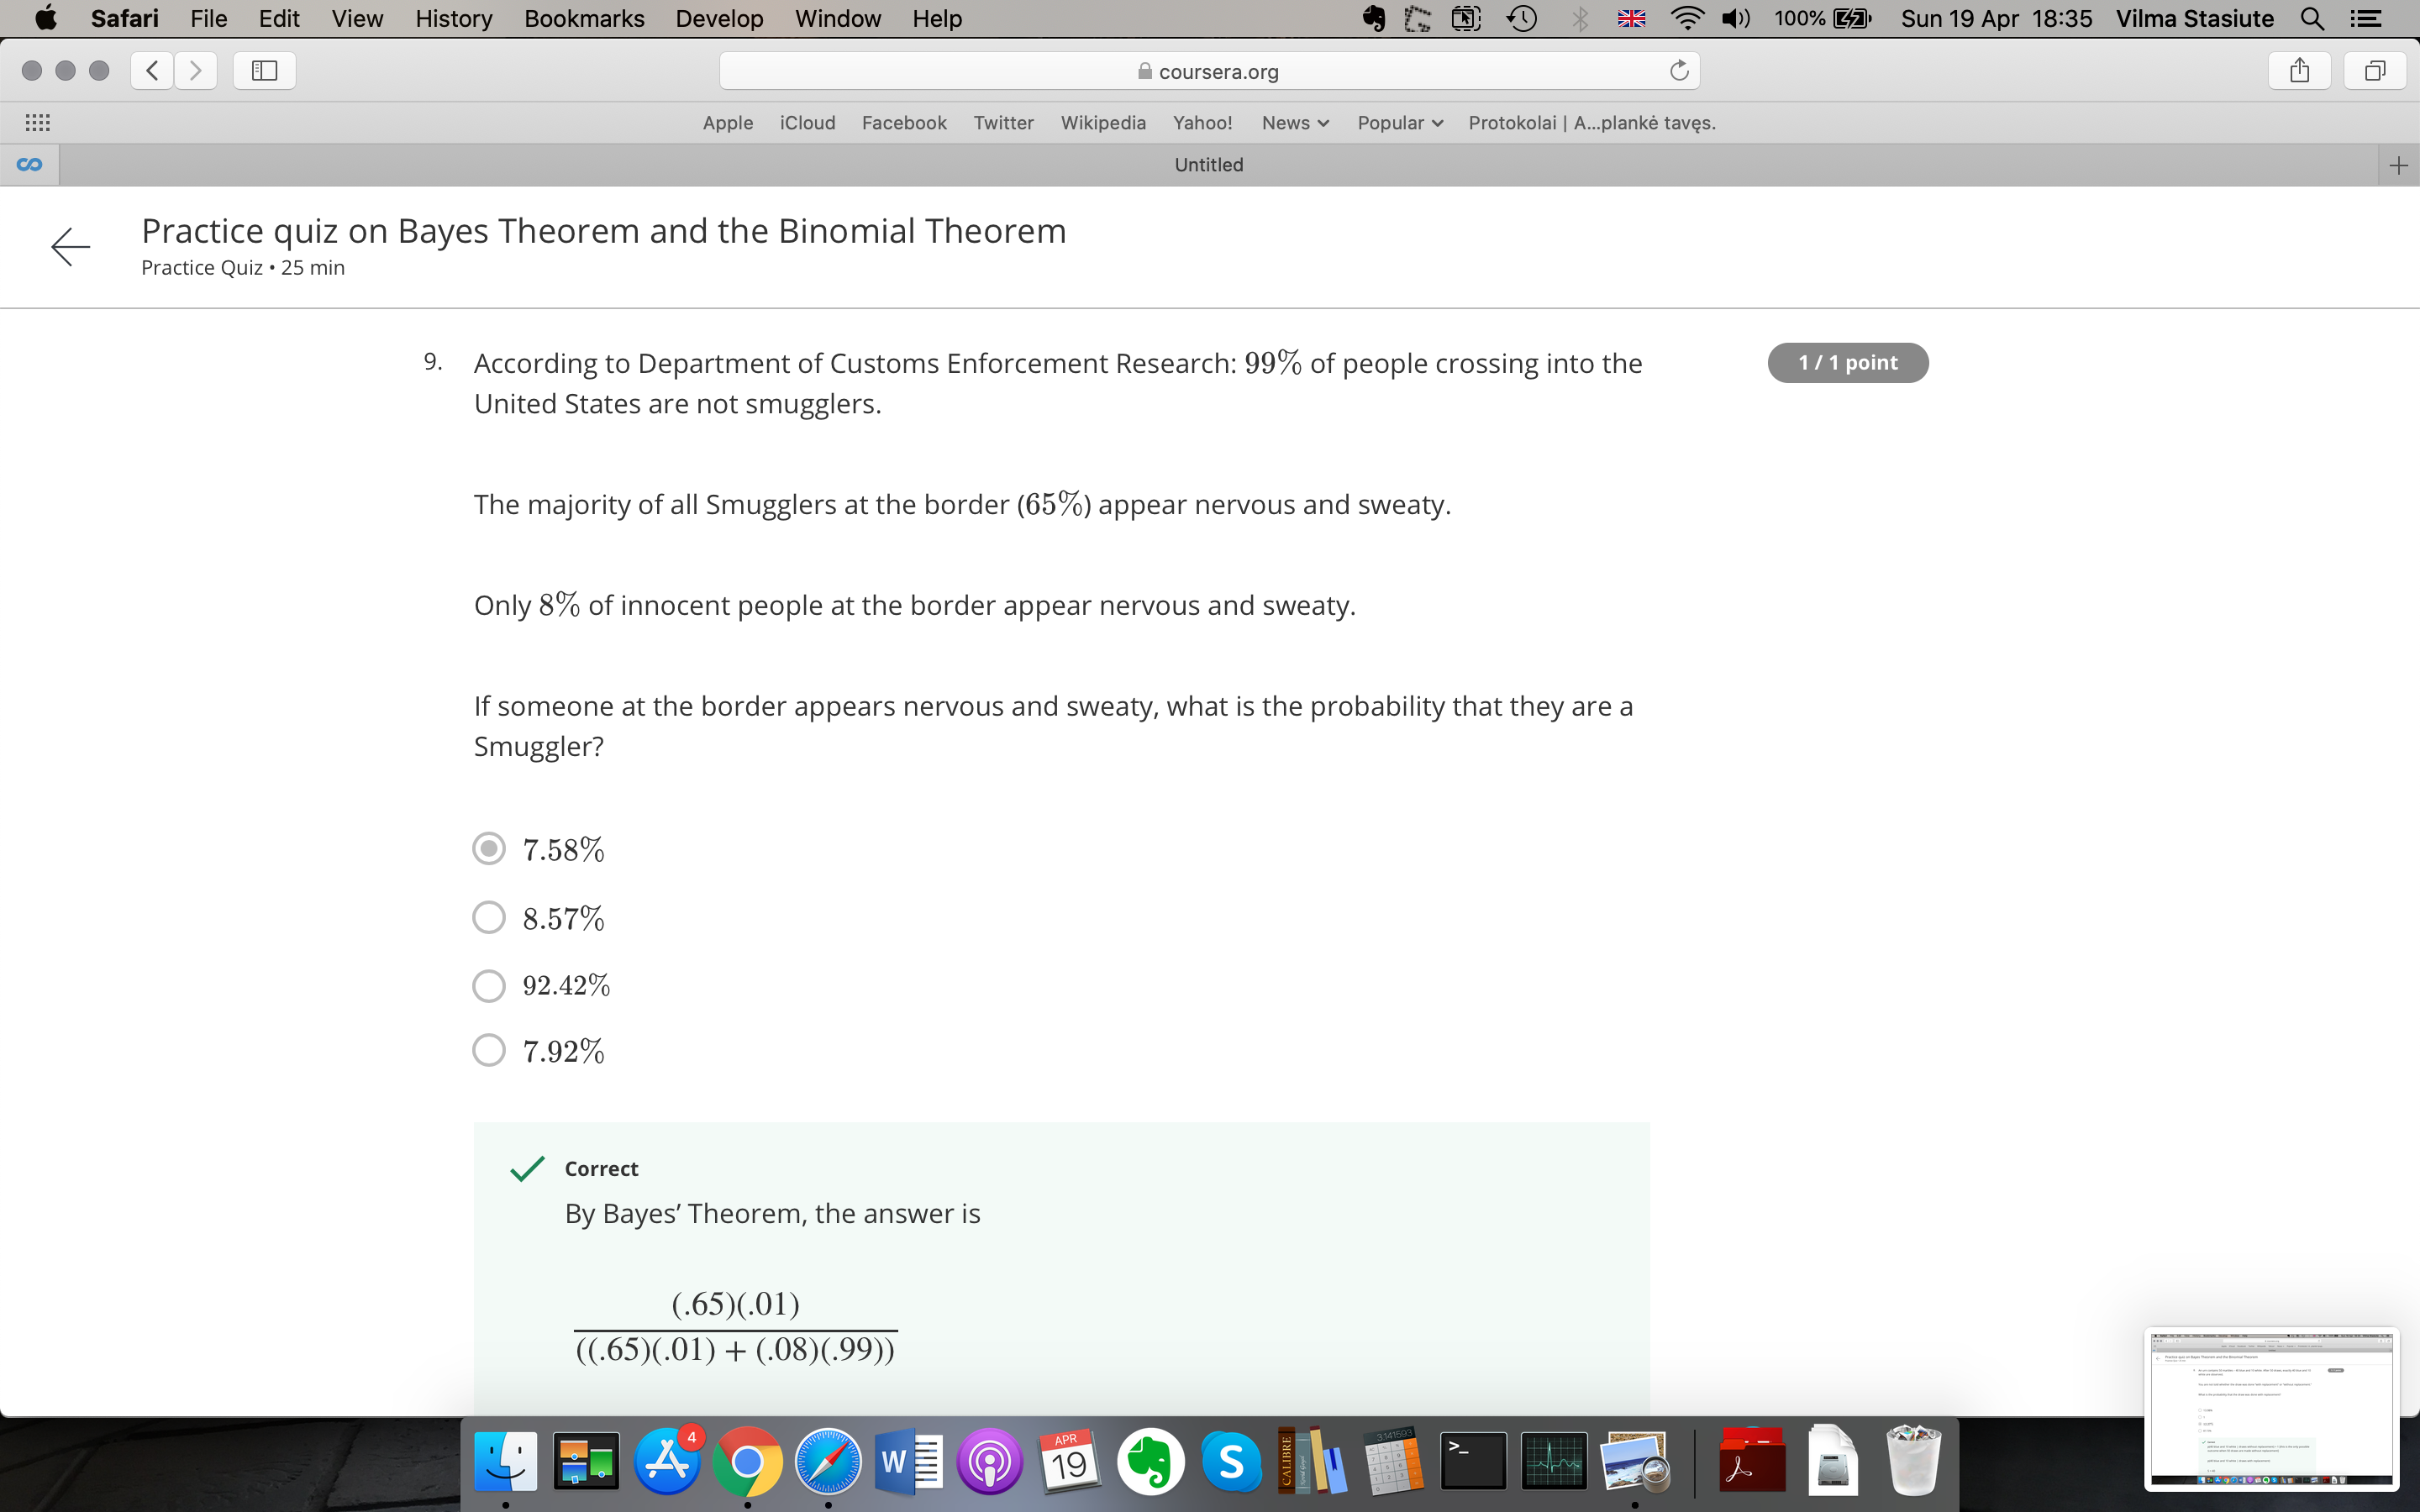 Safari File Edit View History Bookmarks Develop Window Help 100% Sun 19 Apr 18:35 Vilma Stasiute
coursera.org
Apple iCloud Facebook Twitter Wikipedia Yahoo! News Popular Protokolai | A...plankė tavęs.
Untitled
Practice quiz on Bayes Theorem and the Binomial Theorem
Practice Quiz • 25 min
9. According to Department of Customs Enforcement Research: 99% of people crossing into the
United States are not smugglers.
1 / 1 point
The majority of all Smugglers at the border (65%) appear nervous and sweaty.
Only 8% of innocent people at the border appear nervous and sweaty.
If someone at the border appears nervous and sweaty, what is the probability that they are a
Smuggler?
7.58%
8.57%
92.42%
7.92%
Correct
By Bayes’ Theorem, the answer is
(.65)(.01)
((.65)(.01) + (.08)(.99))
4
W
APR
19
S
CALIBRE
3.141593
>_